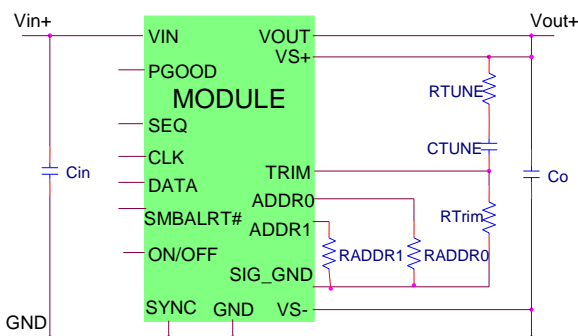 Vin+
Vout+
VIN
VOUT
VS+
PGOOD
RTUNE
MODULE
SEQ
CTUNE
CLK
TRIM
Cin
DATA
Co
ADDR0
SMBALRT#
RTrim
ADDR1
ON/OFF
RADDR1
RADDR0
SIG_GND
SYNC
GND
VS-
GND